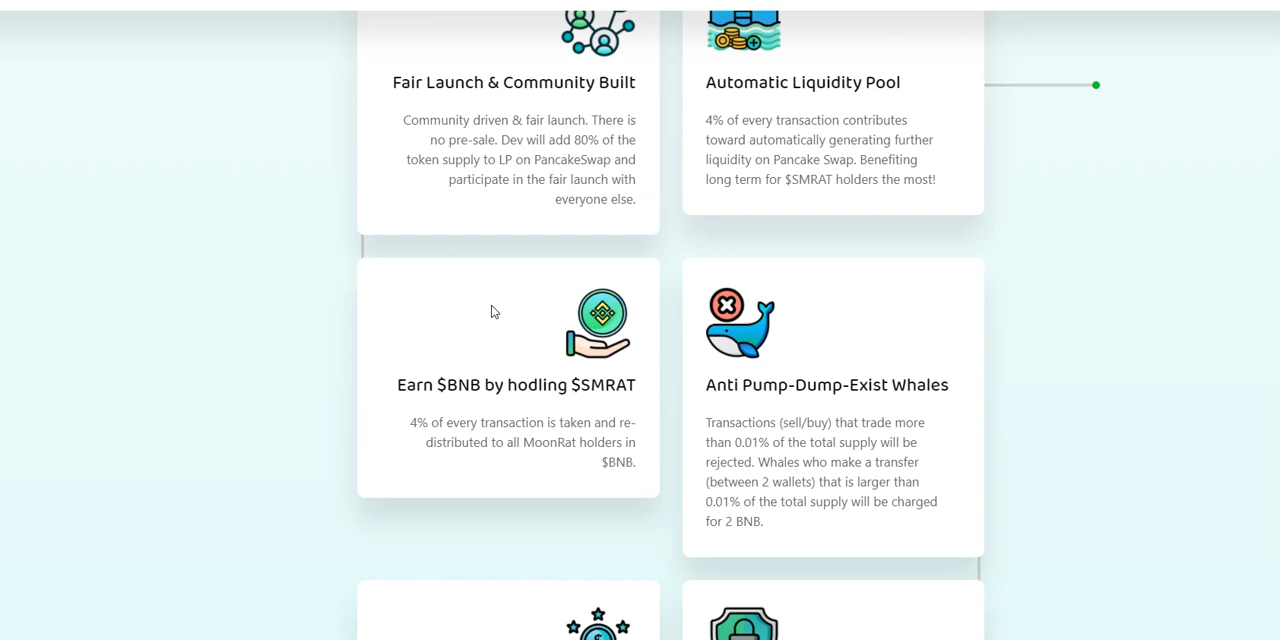 Fair Launch & Community Built
Community driven & fair launch. There is
no pre-sale. Dev will add 80% of the
token supply to LP on PancakeSwap and
participate in the fair launch with
everyone else.
Automatic Liquidity Pool
4% of every transaction contributes
toward automatically generating further
liquidity on Pancake Swap. Benefiting
long term for $SMRAT holders the most!
Earn $BNB by hodling $SMRAT
4% of every transaction is taken and re-
distributed to all MoonRat holders in
$BNB.
Anti Pump-Dump-Exist Whales
Transactions (sell/buy) that trade more
than 0.01% of the total supply will be
rejected. Whales who make a transfer
(between 2 wallets) that is larger than
0.01% of the total supply will be charged
for 2 BNB.